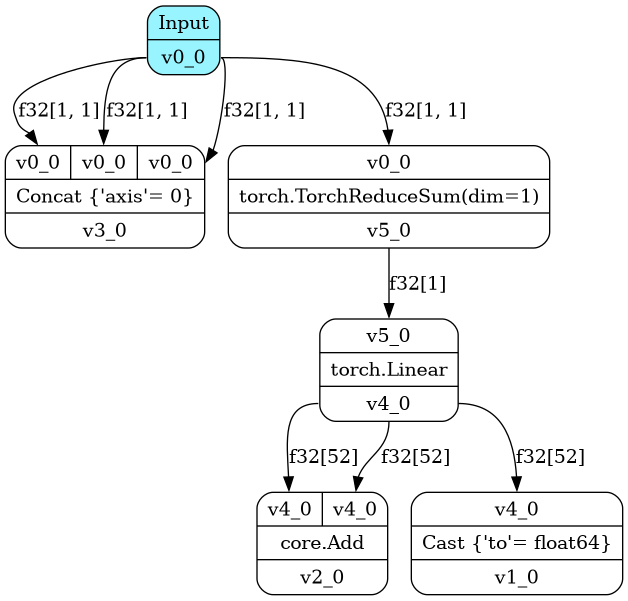 Input
v0_0
f32[1, 1] f32[1, 1] f32[1, 1] f32[1, 1]
v0_0 v0_0 v0_0
Concat {'axis'= 0}
v3_0
v0_0
torch.TorchReduceSum(dim=1)
v5_0
f32[1]
v5_0
torch.Linear
v4_0
f32[52] f32[52] f32[52]
v4_0 v4_0
core.Add
v2_0
v4_0
Cast {'to'= float64}
v1_0